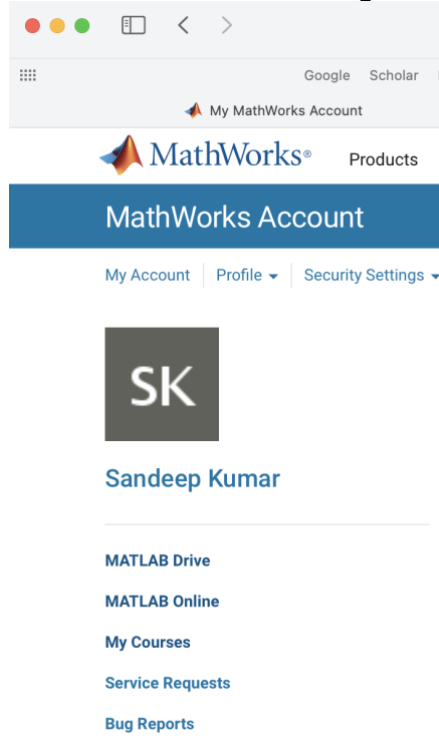 Google Scholar
My MathWorks Account
MathWorks® Products
MathWorks Account
My Account Profile Security Settings
SK
Sandeep Kumar
MATLAB Drive
MATLAB Online
My Courses
Service Requests
Bug Reports